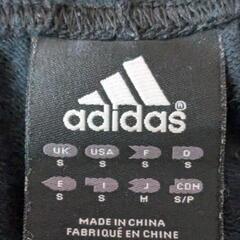 adidas®
UK USA F D
S S S S
E I J CDN
S S M S/P
MADE IN CHINA
FABRIQUÉ EN CHINE